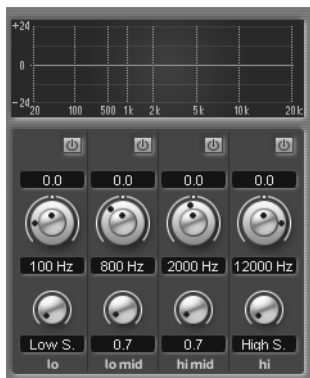 +24
0
-24
20 100 500 1k 2k 5k 10k 20k
0.0 0.0 0.0 0.0
100 Hz 800 Hz 2000 Hz 12000 Hz
Low S. 0.7 0.7 High S.
lo lo mid hi mid hi